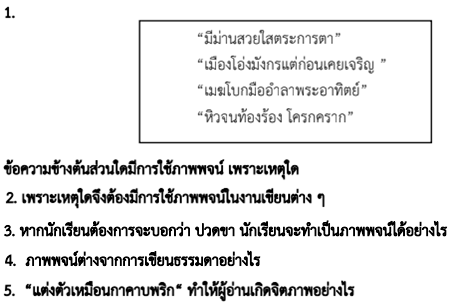 1.
“มีม่านสวยใสตระการตา”
“เมืองโอ่งมังกรแต่ก่อนเคยเจริญ ”
“เมฆโบกมืออำลาพระอาทิตย์”
“หิวจนท้องร้อง โครกคราก”
ข้อความข้างต้นส่วนใดมีการใช้ภาพพจน์ เพราะเหตุใด
2. เพราะเหตุใดจึงต้องมีการใช้ภาพพจน์ในงานเขียนต่าง ๆ
3. หากนักเรียนต้องการจะบอกว่า ปวดขา นักเรียนจะทำเป็นภาพพจน์ได้อย่างไร
4. ภาพพจน์ต่างจากการเขียนธรรมดาอย่างไร
5. “แต่งตัวเหมือนกาคาบพริก“ ทำให้ผู้อ่านเกิดจิตภาพอย่างไร